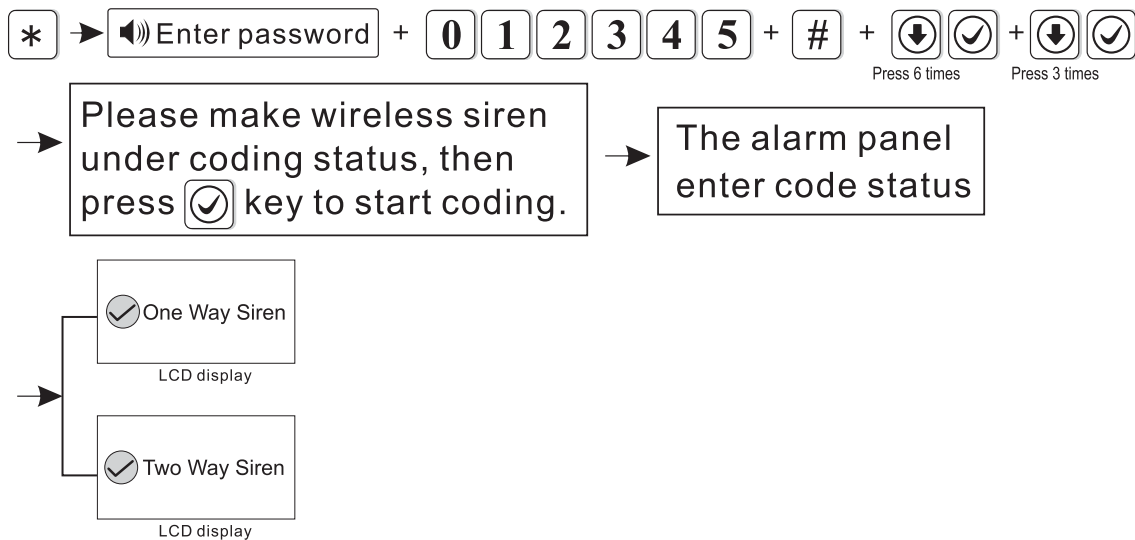 * Enter password + 0 1 2 3 4 5 + # + +
Press 6 times Press 3 times
Please make wireless siren
under coding status, then
press key to start coding.
The alarm panel
enter code status
One Way Siren
LCD display
Two Way Siren
LCD display